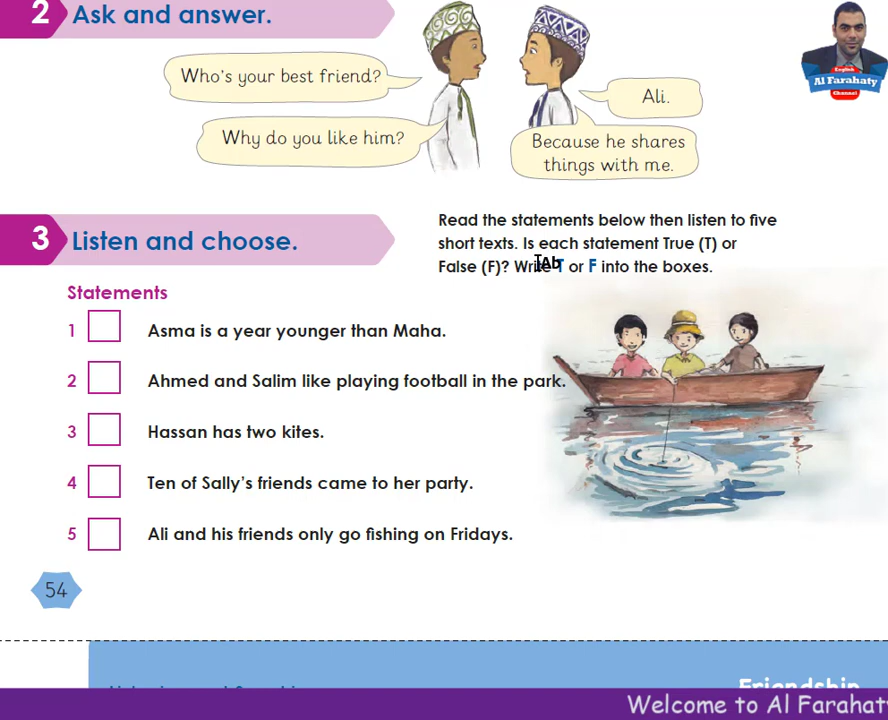 2 Ask and answer.
Who's your best friend?
Ali.
Why do you like him?
Because he shares
things with me.
English
Al Farahaty
Channel
3 Listen and choose.
Read the statements below then listen to five
short texts. Is each statement True (T) or
False (F)? Write T or F into the boxes.
Ab
Statements
1 Asma is a year younger than Maha.
2 Ahmed and Salim like playing football in the park.
3 Hassan has two kites.
4 Ten of Sally's friends came to her party.
5 Ali and his friends only go fishing on Fridays.
54
Friendship
Welcome to Al Farahat